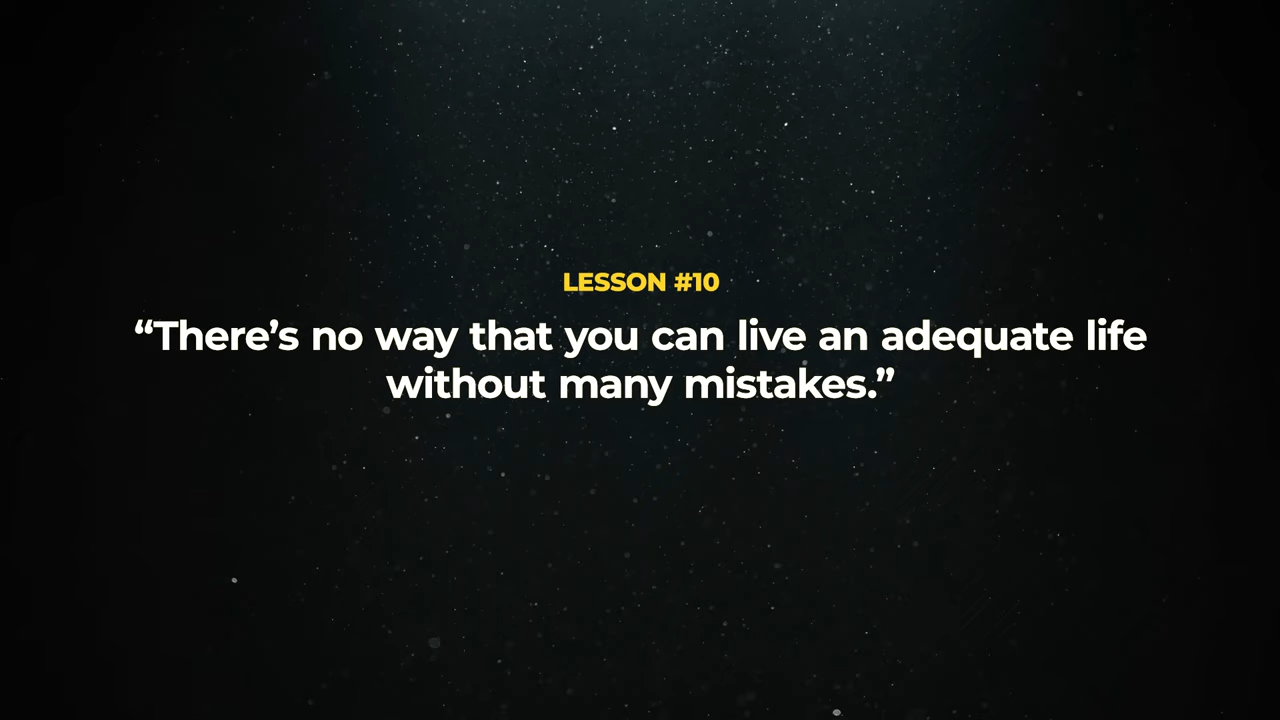 LESSON #10
“There’s no way that you can live an adequate life
without many mistakes.”